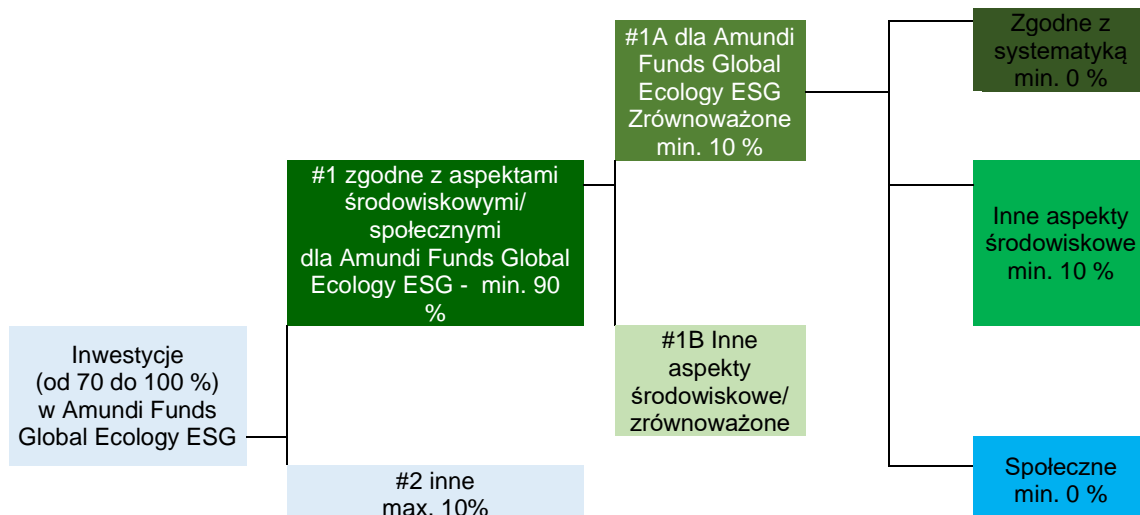 Inwestycje
(od 70 do 100 %)
w Amundi Funds
Global Ecology ESG
#1 zgodne z aspektami
środowiskowymi/
społecznymi
dla Amundi Funds Global
Ecology ESG -  min. 90
%
#2 inne
max. 10%
#1A dla Amundi
Funds Global
Ecology ESG
Zrównoważone
min. 10 %
#1B Inne
aspekty
środowiskowe/
zrównoważone
Zgodne z
systematyką
min. 0 %
Inne aspekty
środowiskowe
min. 10 %
Społeczne
min. 0 %